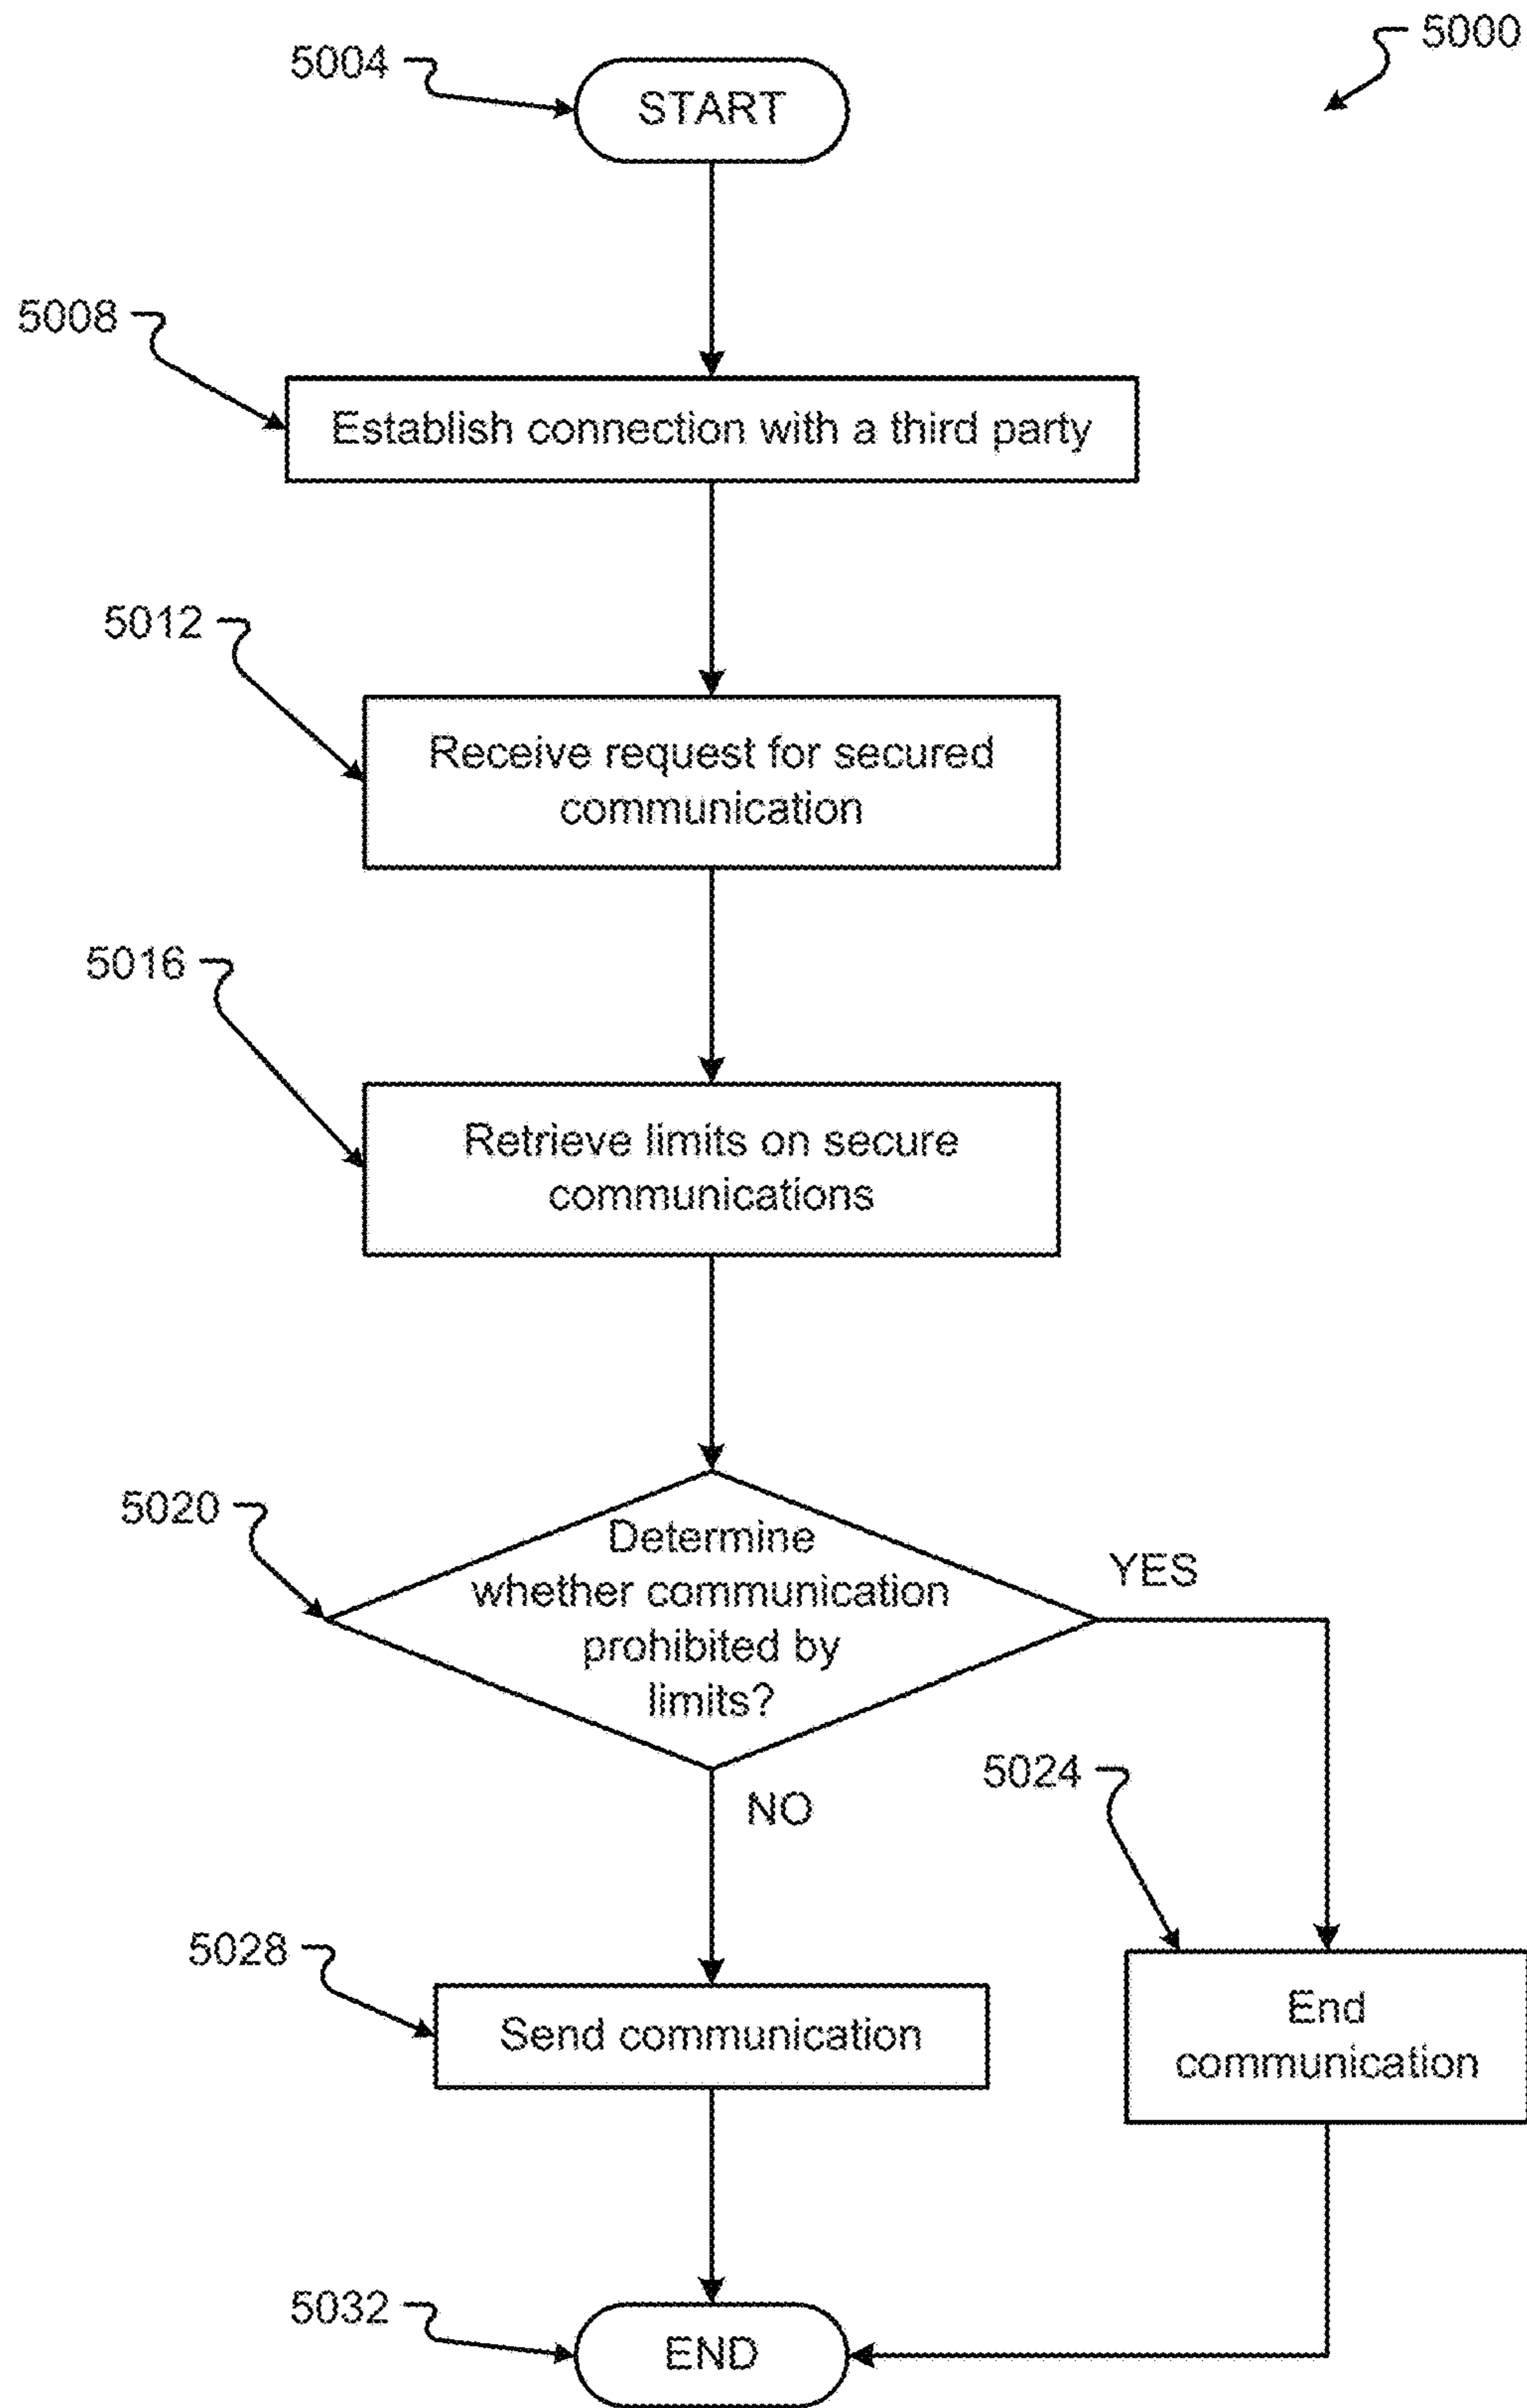 5000
5004
START
5008
Establish connection with a third party
5012
Receive request for secured
communication
5016
Retrieve limits on secure
communications
5020
Determine
whether communication
prohibited by
limits?
YES
NO
5024
End
communication
5028
Send communication
5032
END